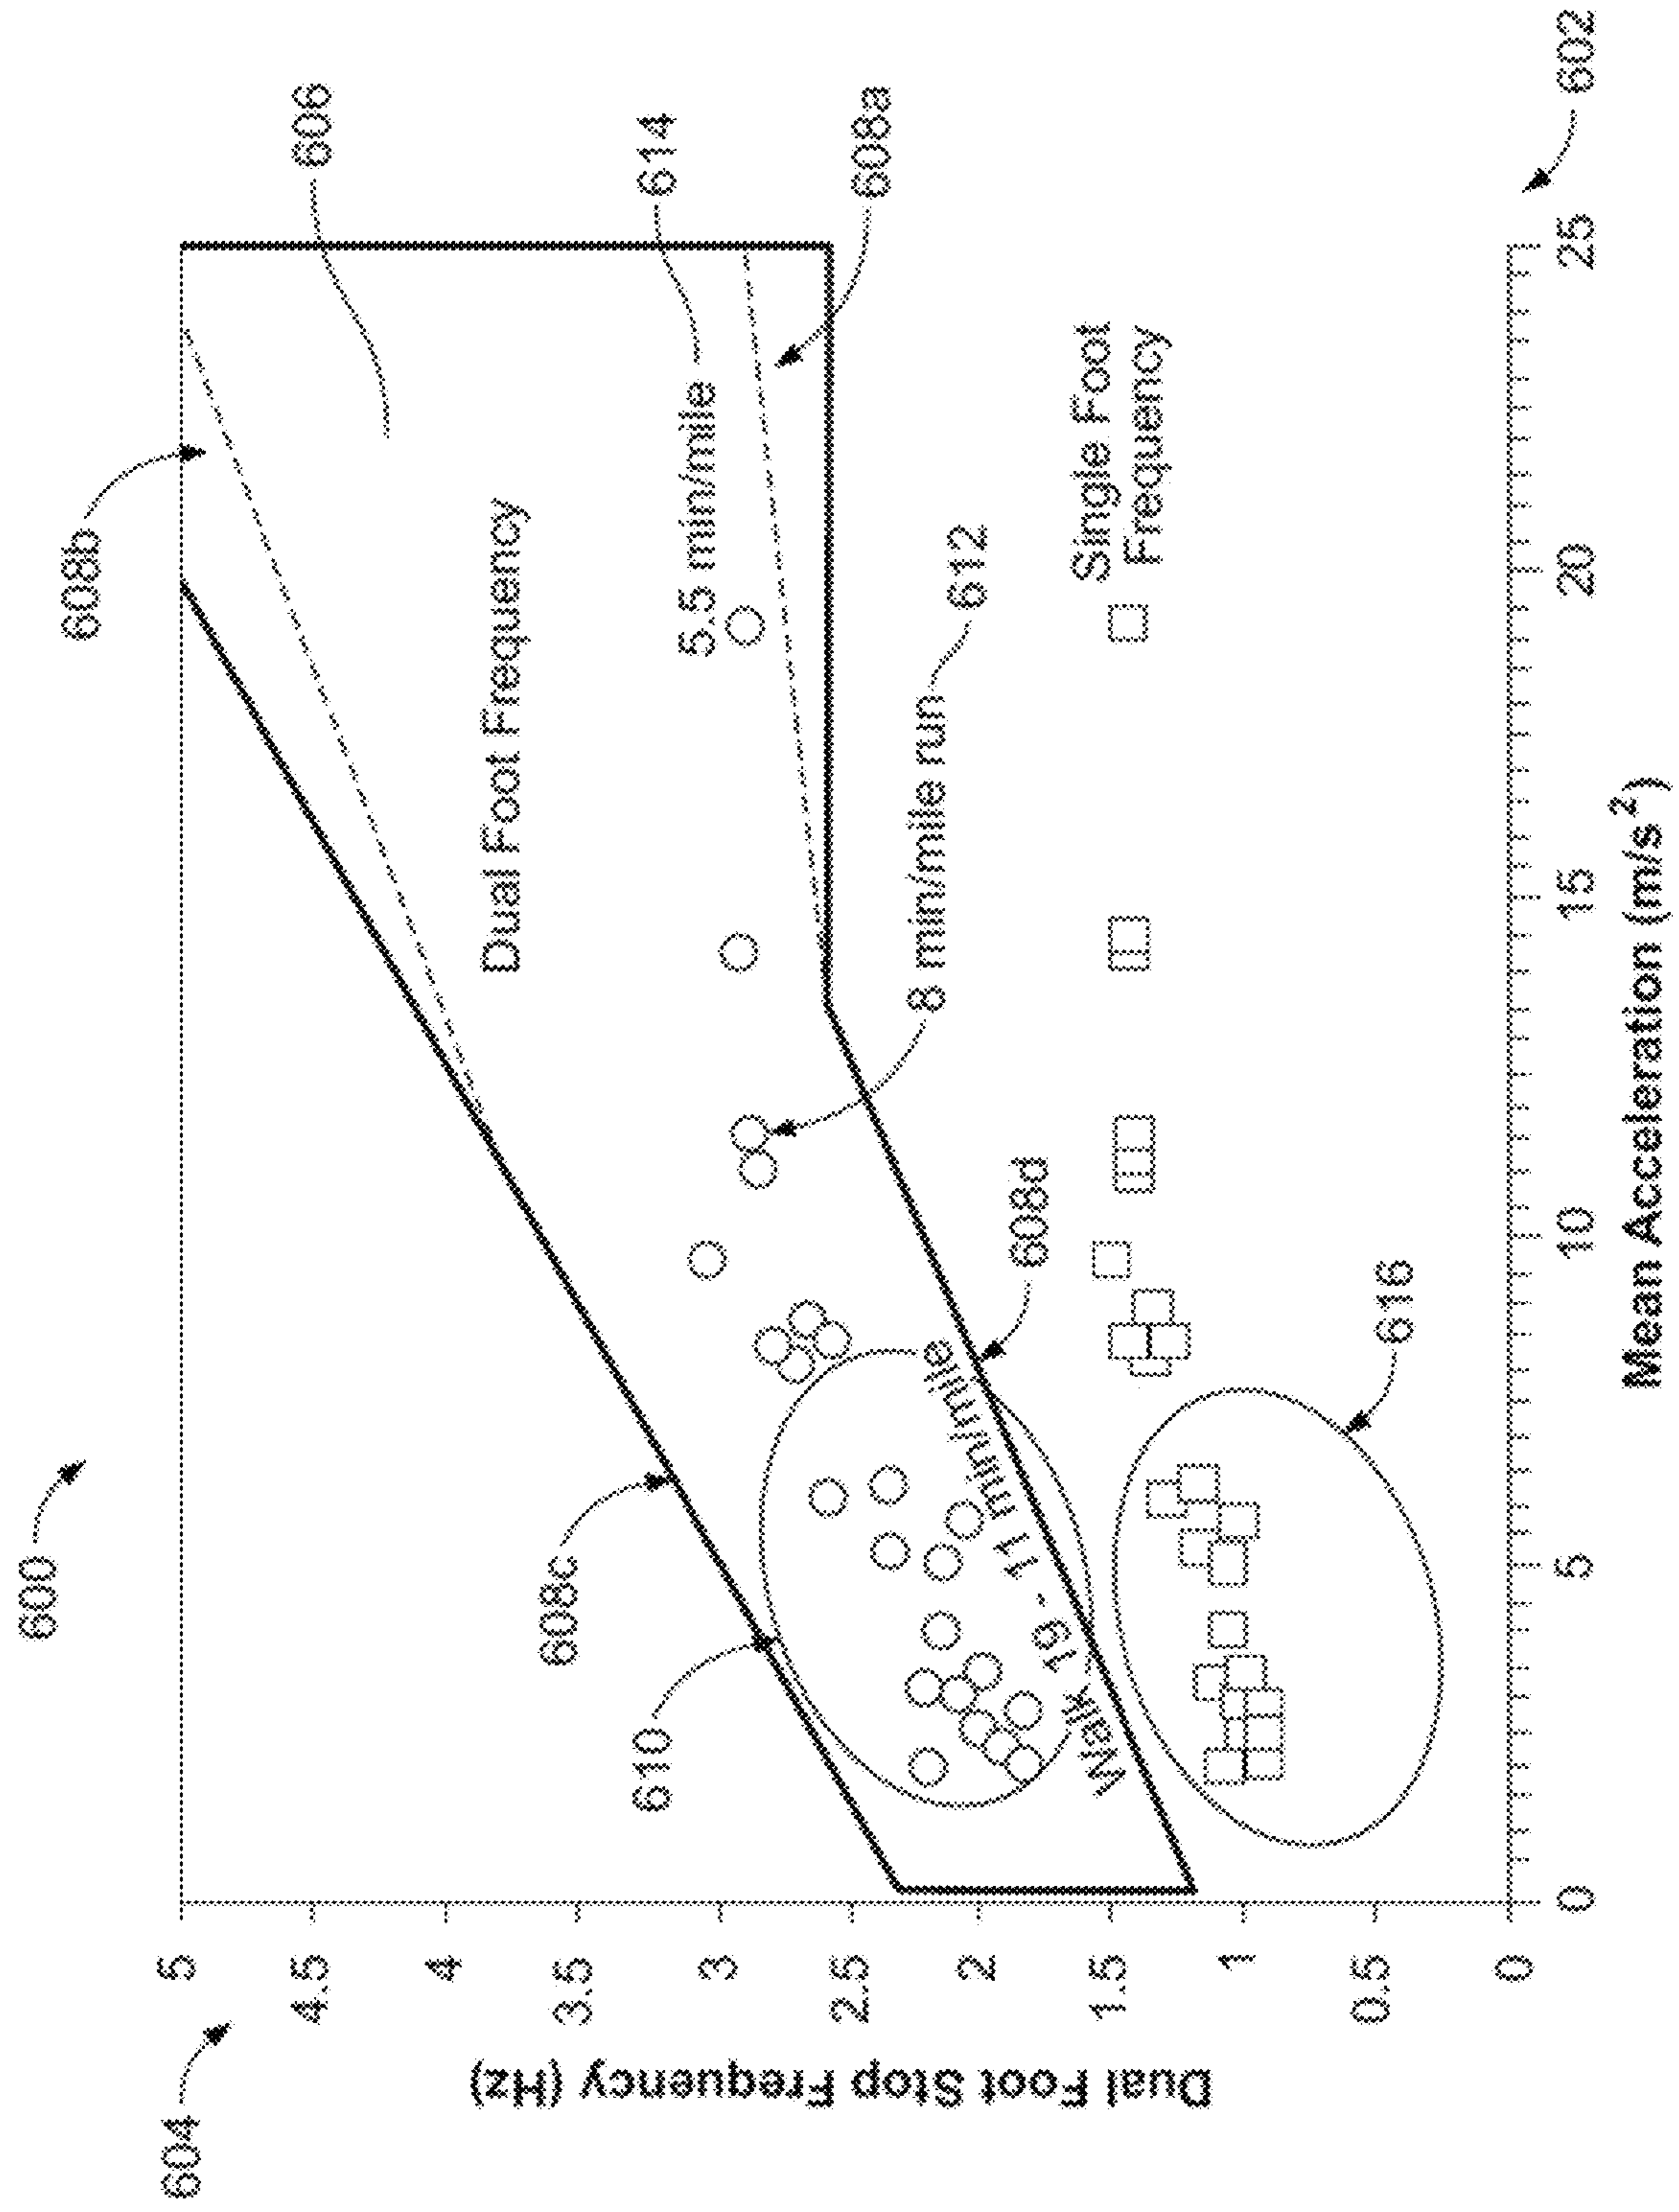 600
608b
606
614
608a
608c
610
Dual Foot Frequency
5.5 min/mile
8 min/mile run
612
Walk 19 - 11 min/mile
608d
Single Foot
Frequency
616
604
Dual Foot Stop Frequency (Hz)
5
4.5
4
3.5
3
2.5
2
1.5
1
0.5
0
0
5
10
15
20
25
Mean Acceleration (m/s²)
602